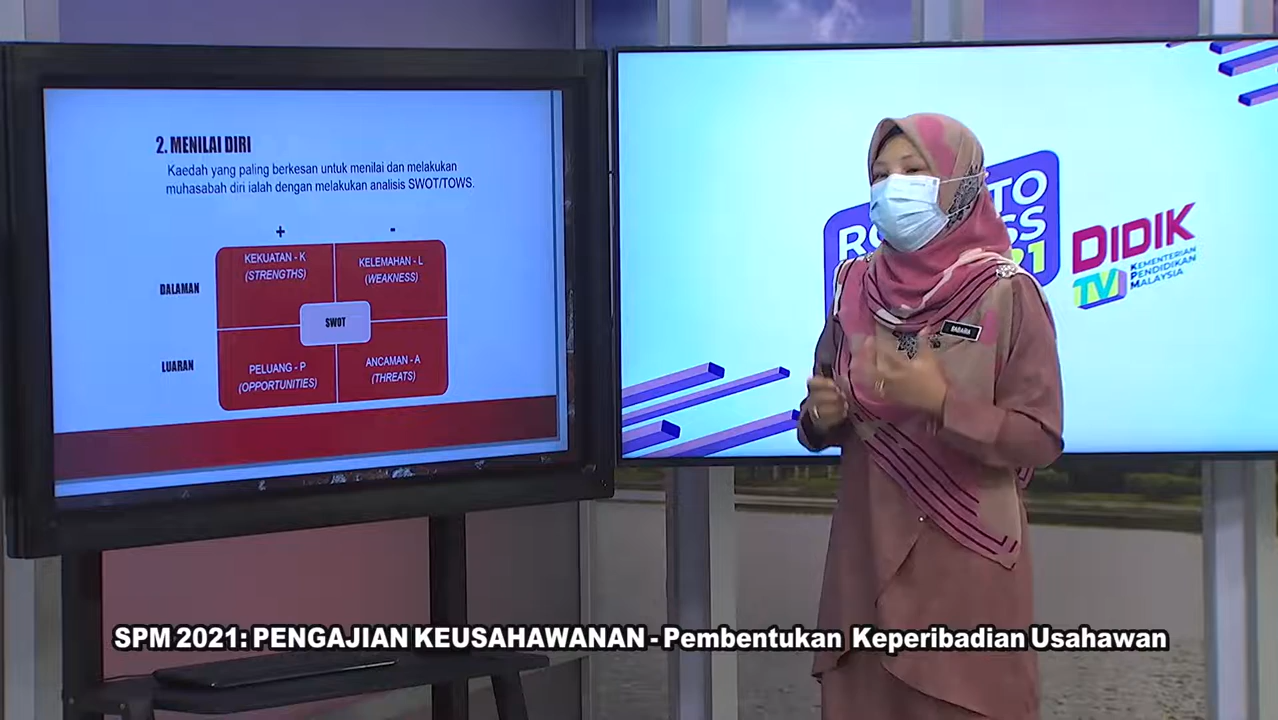 2. MENILAI DIRI
Kaedah yang paling berkesan untuk menilai dan melakukan
muhasabah diri ialah dengan melakukan analisis SWOT/TOWS.
+ -
DALAMAN
KEKUATAN - K
(STRENGTHS)
KELEMAHAN - L
(WEAKNESS)
SWOT
LUARAN
PELUANG - P
(OPPORTUNITIES)
ANCAMAN - A
(THREATS)
TO
DIDIK
TV
KEMENTERIAN
PENDIDIKAN
MALAYSIA
SPM 2021: PENGAJIAN KEUSAHAWANAN - Pembentukan Keperibadian Usahawan